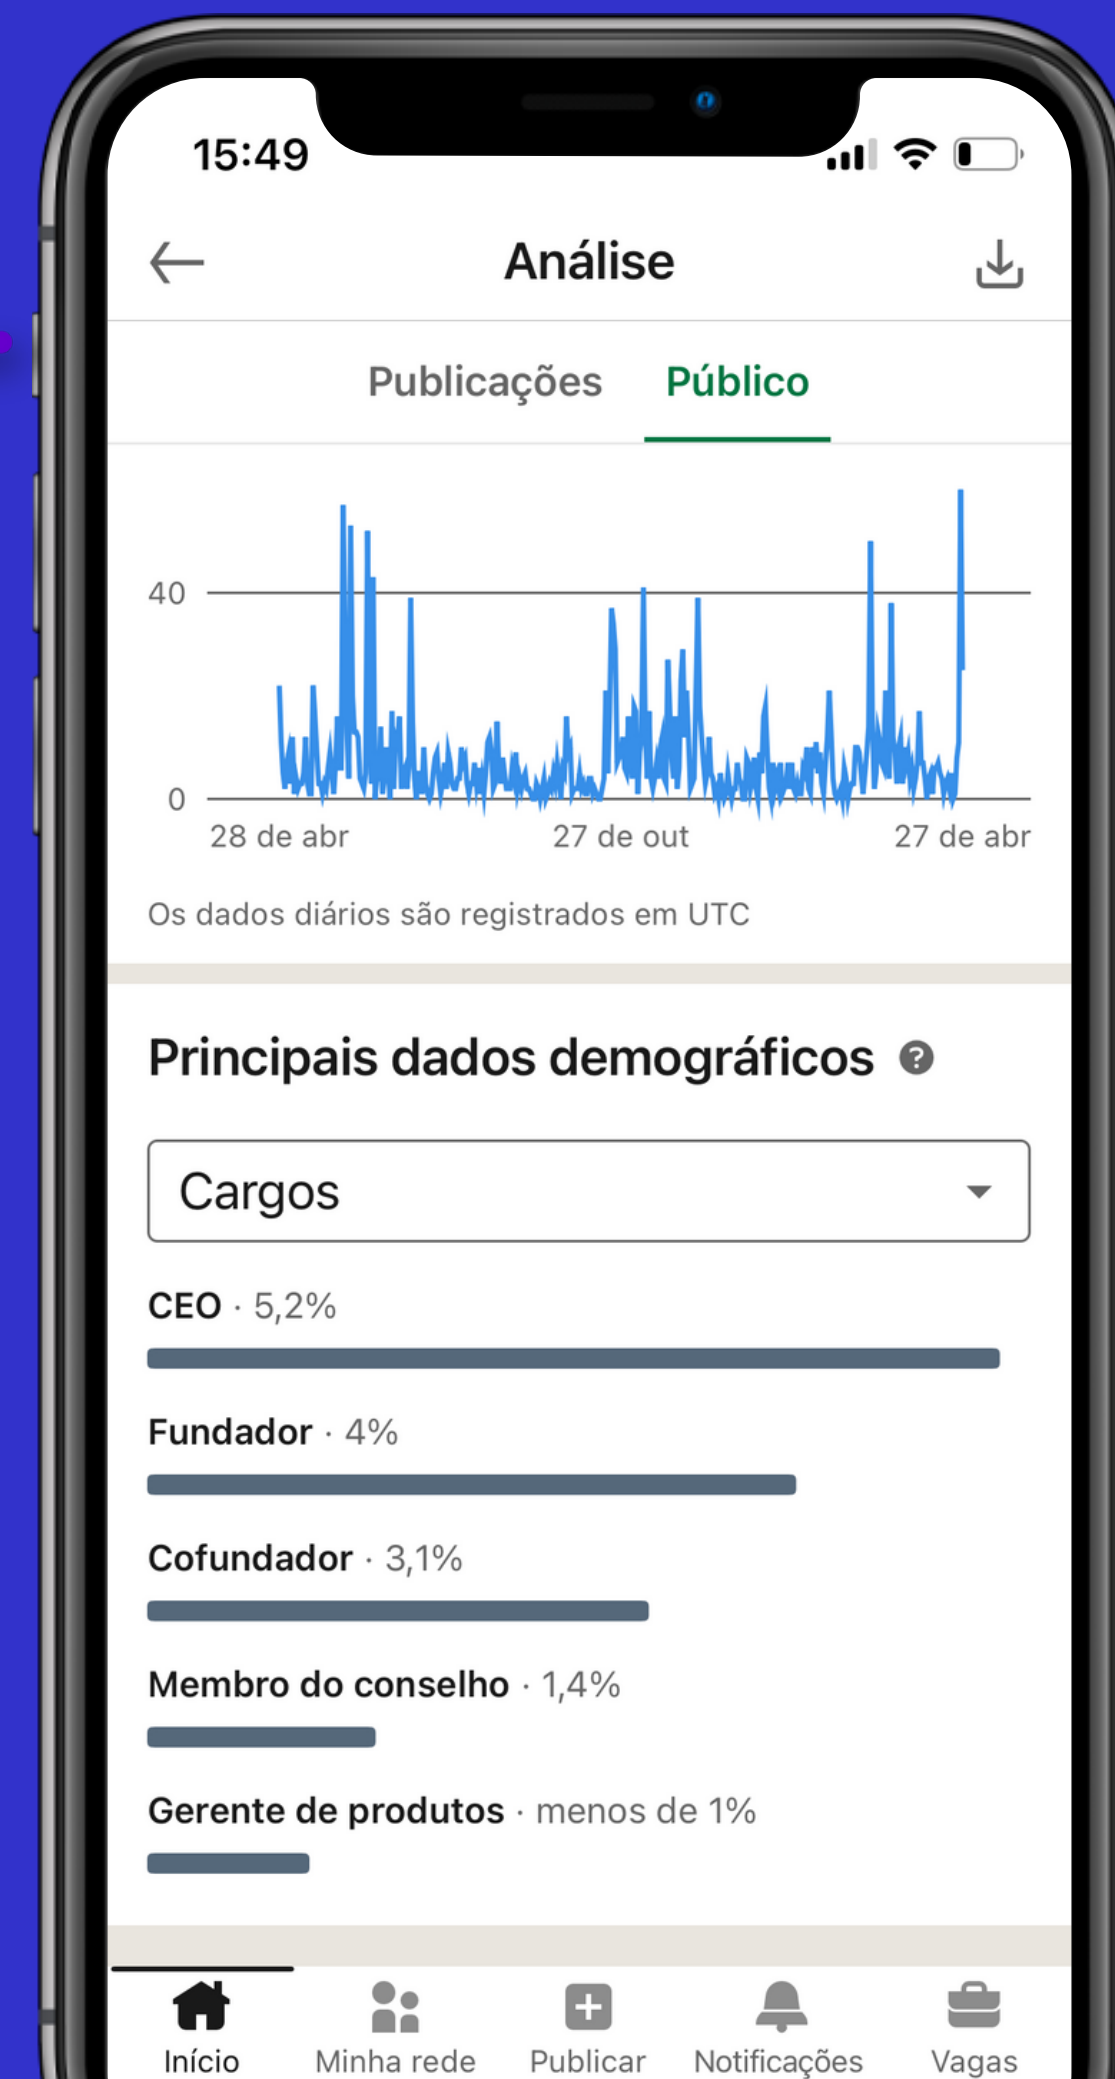 15:49
Análise
Publicações Público
40
0
28 de abr 27 de out 27 de abr
Os dados diários são registrados em UTC
Principais dados demográficos ?
Cargos
CEO · 5,2%
Fundador · 4%
Cofundador · 3,1%
Membro do conselho · 1,4%
Gerente de produtos · menos de 1%
Início Minha rede Publicar Notificações Vagas